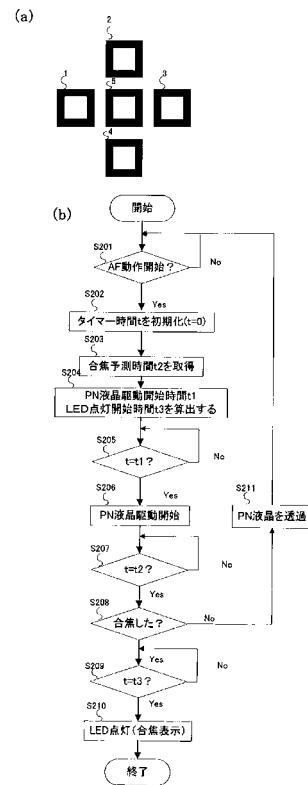 (a)
2
1
5
3
4
(b)
開始
S201
AF動作開始?
No
Yes
S202
タイマー時間tを初期化(t=0)
S203
合焦予測時間t2を取得
S204
PN液晶駆動開始時間t1
LED点灯開始時間t3を算出する
S205
t=t1?
No
Yes
S206
PN液晶駆動開始
S211
PN液晶を透過
S207
t=t2?
No
Yes
S208
合焦した?
No
Yes
S209
t=t3?
No
Yes
S210
LED点灯(合焦表示)
終了